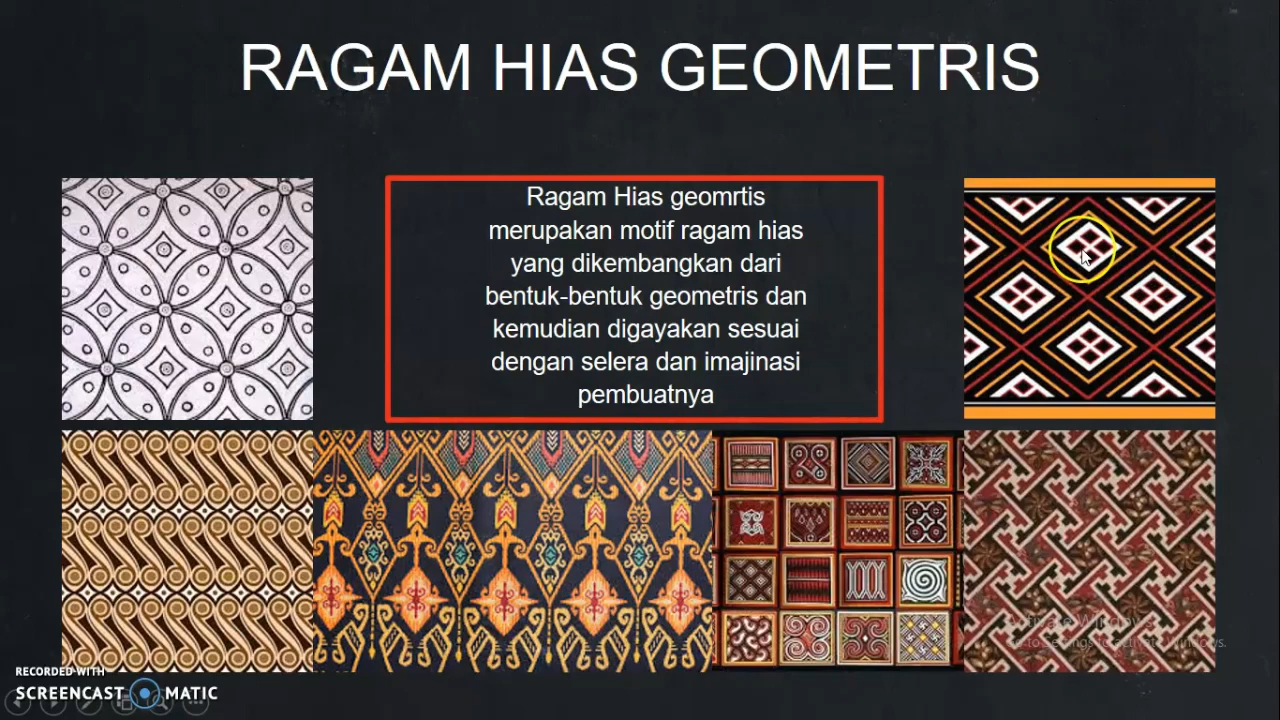 RAGAM HIAS GEOMETRIS
Ragam Hias geomrtis
merupakan motif ragam hias
yang dikembangkan dari
bentuk-bentuk geometris dan
kemudian digayakan sesuai
dengan selera dan imajinasi
pembuatnya
RECORDED WITH
SCREENCAST MATIC